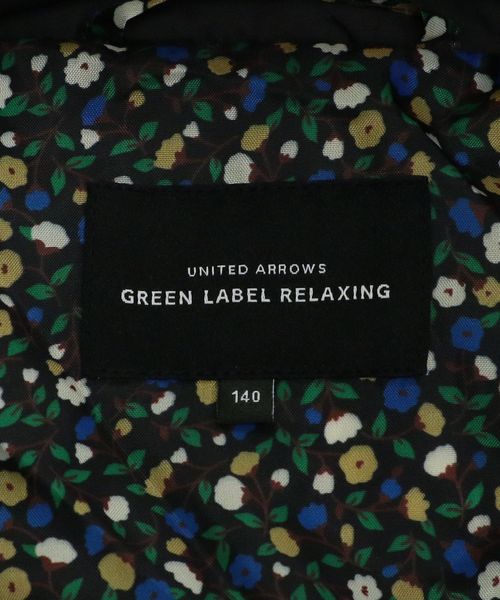 UNITED ARROWS
GREEN LABEL RELAXING
140